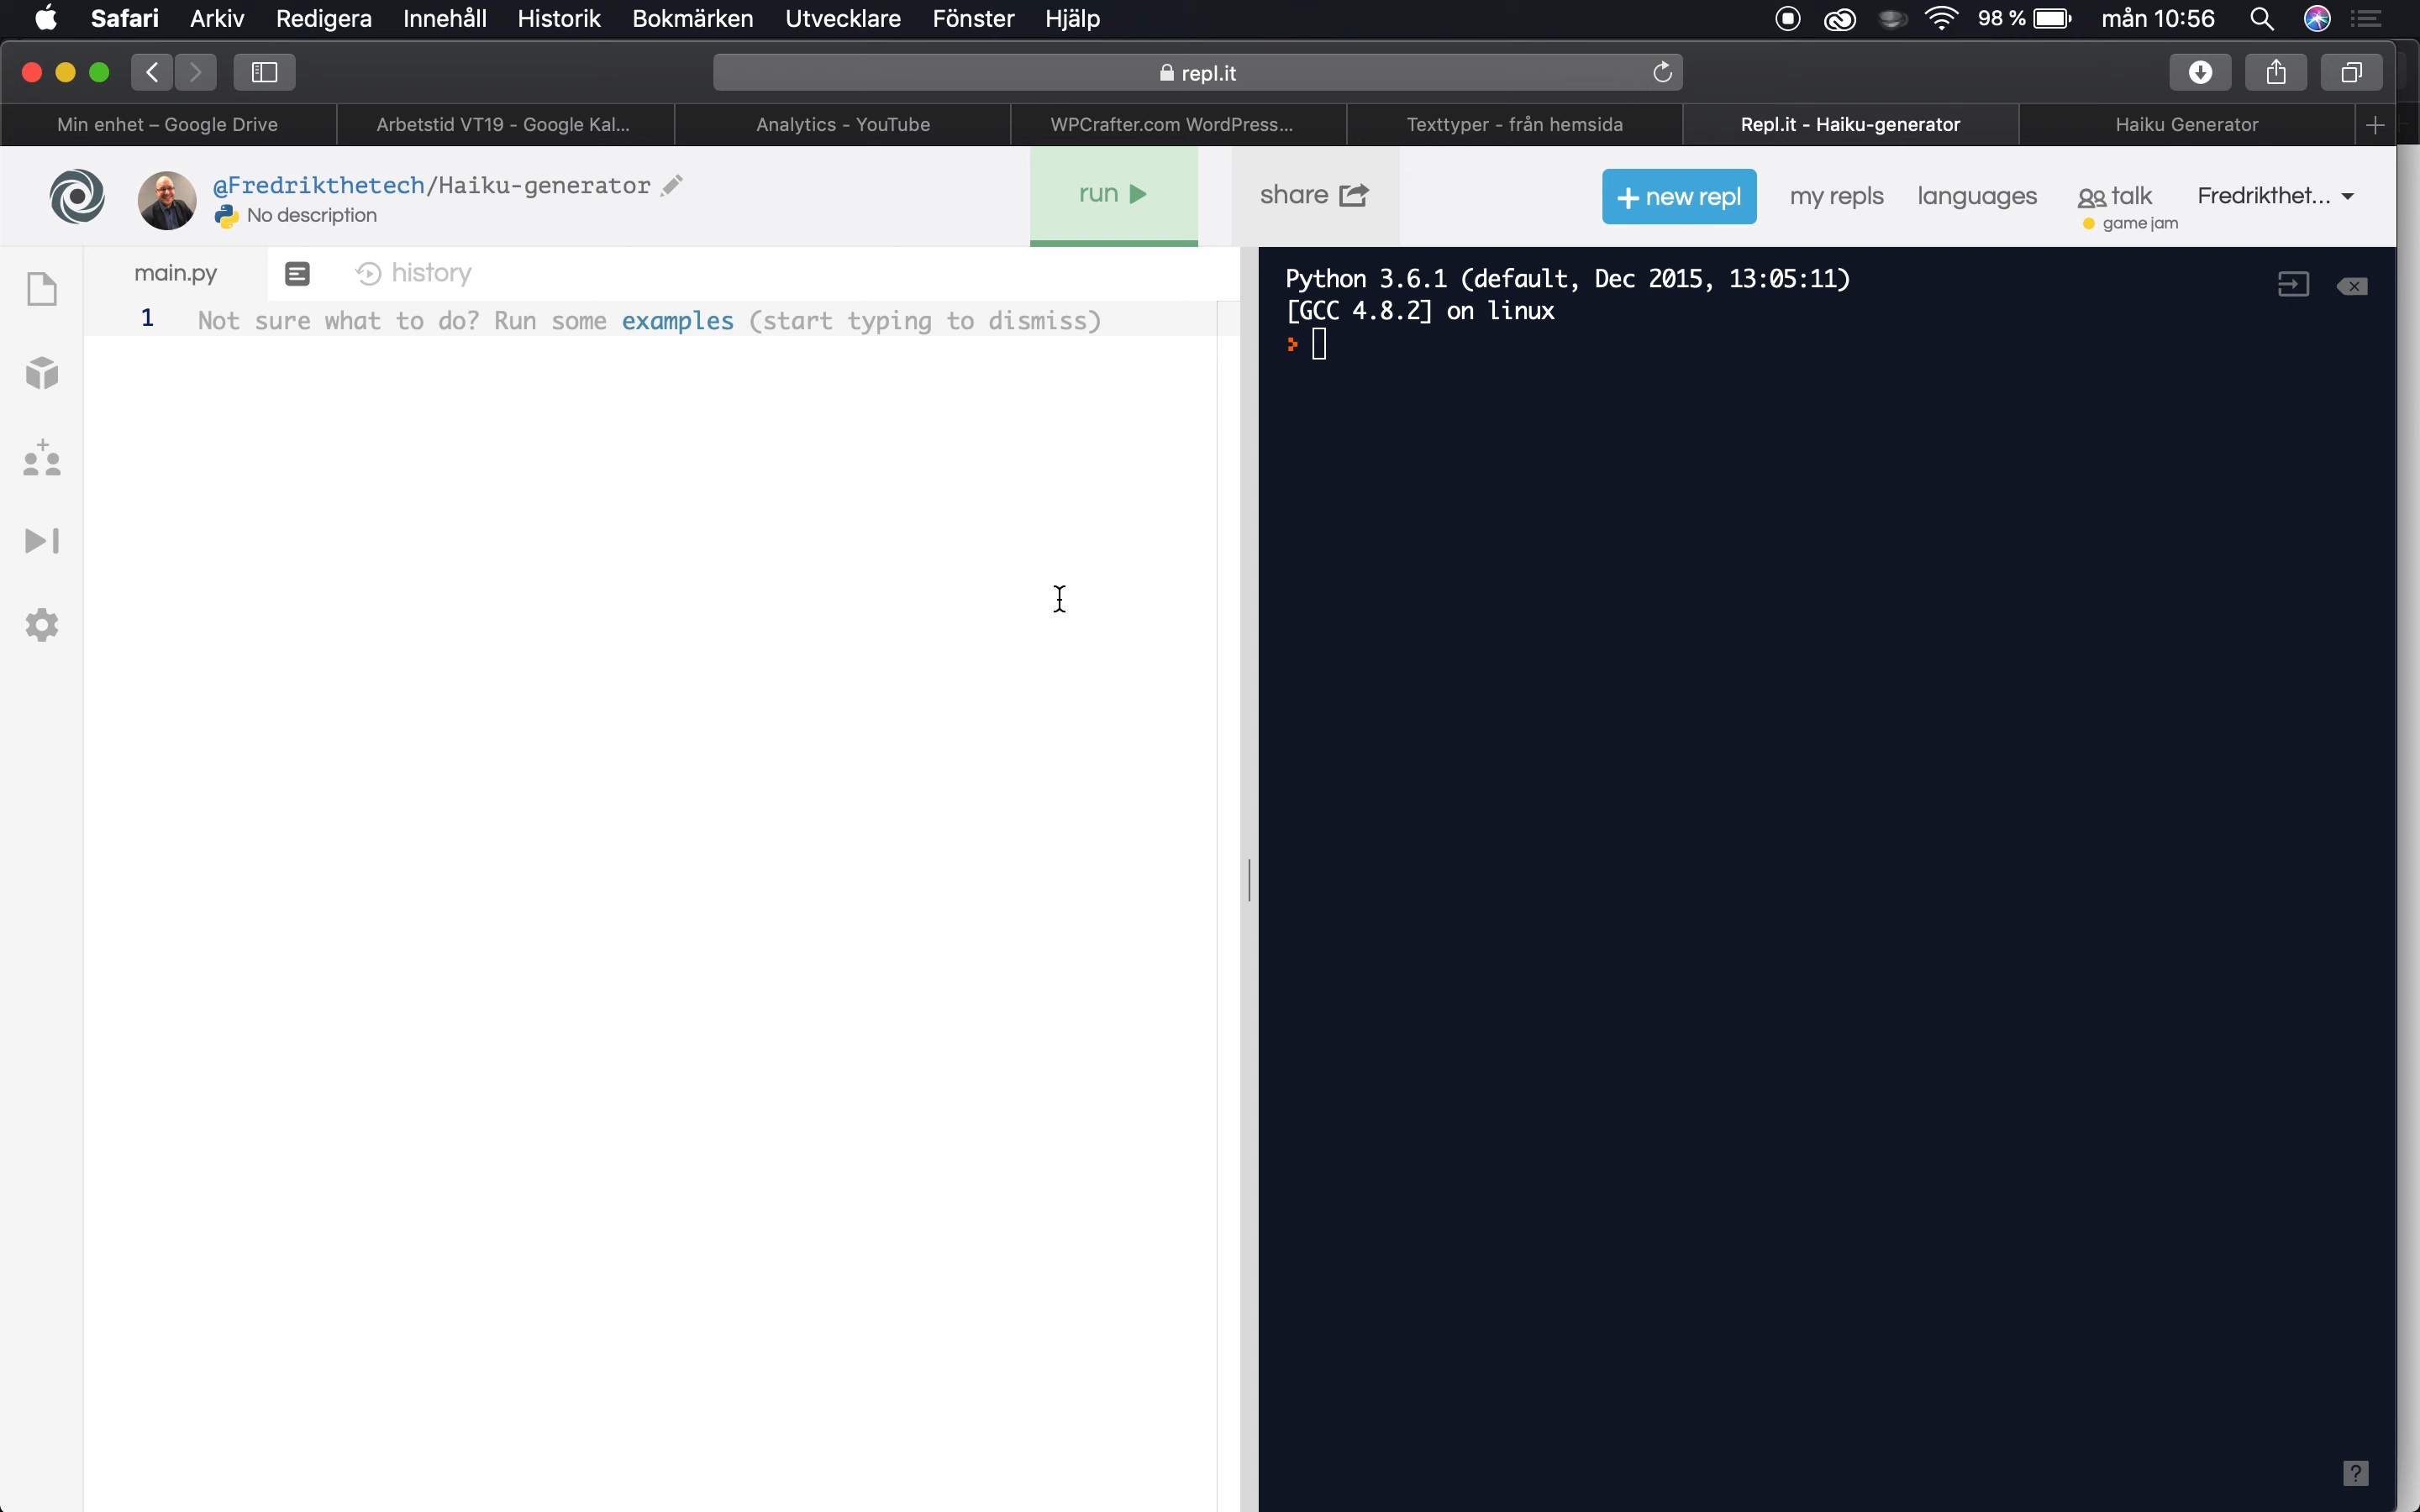 Safari Arkiv Redigera Innehåll Historik Bokmärken Utvecklare Fönster Hjälp 98 % mån 10:56
repl.it
Min enhet – Google Drive Arbetstid VT19 - Google Kal... Analytics - YouTube WPCrafter.com WordPress... Texttyper - från hemsida Repl.it - Haiku-generator Haiku Generator
@Fredrikthetech/Haiku-generator
No description
run share + new repl my repls languages talk Fredrikthet...
game jam
main.py history
1 Not sure what to do? Run some examples (start typing to dismiss)
Python 3.6.1 (default, Dec 2015, 13:05:11)
[GCC 4.8.2] on linux
?